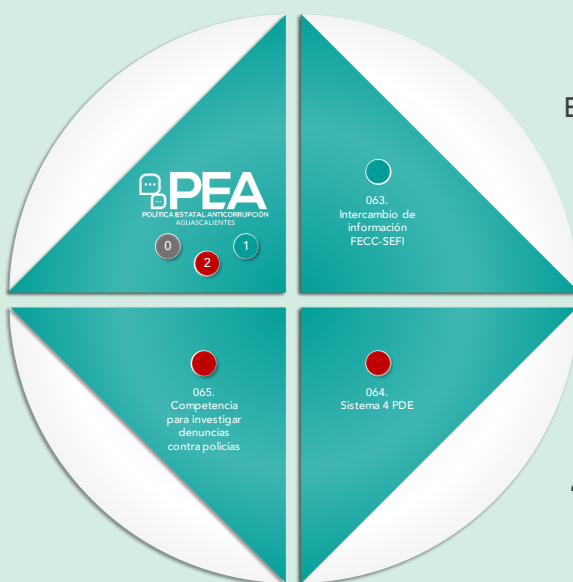 PEA
POLÍTICA ESTATAL ANTICORRUPCIÓN
AGUASCALIENTES
0
2
1
063.
Intercambio de
información
FECC-SEFI
065.
Competencia
para investigar
denuncias
contra policías
064.
Sistema 4 PDE